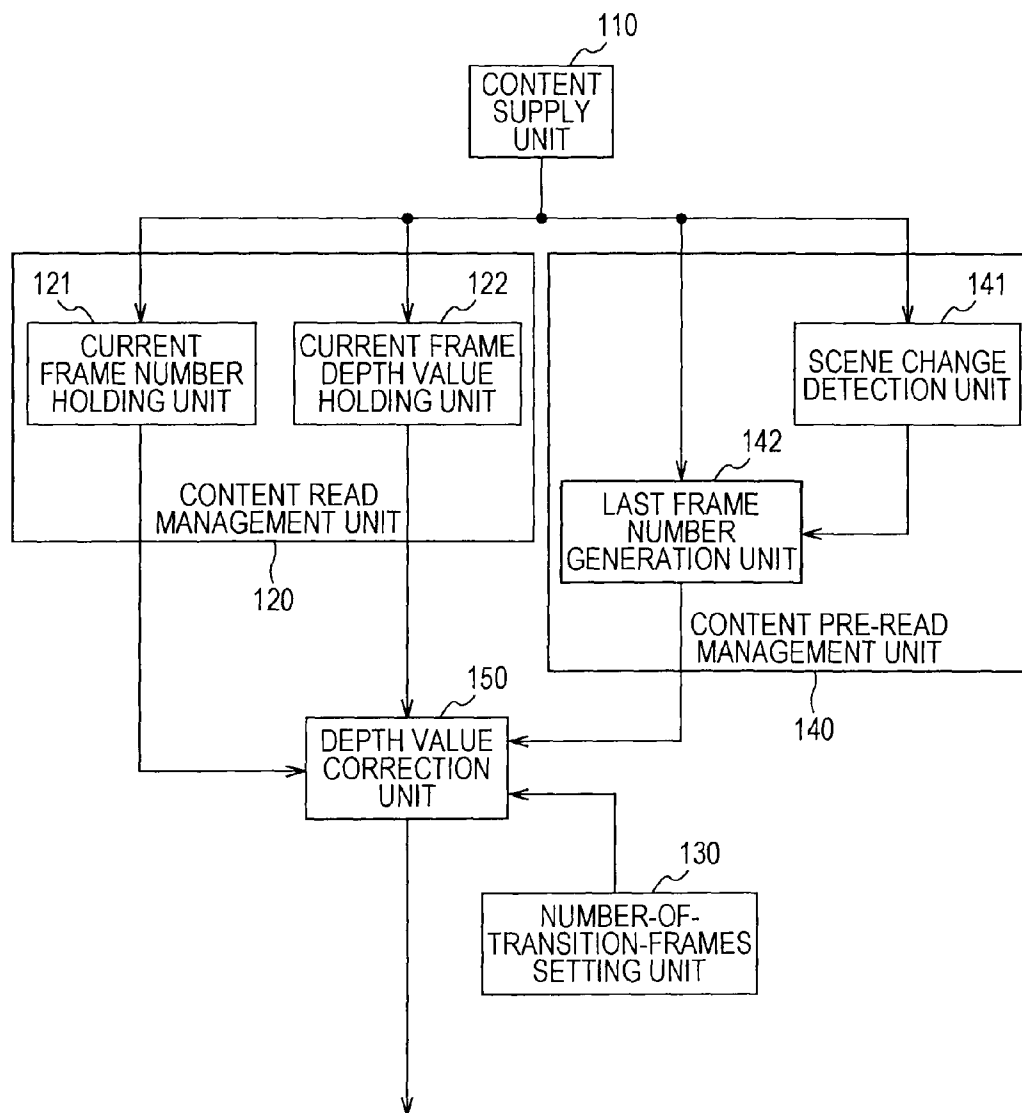 110
CONTENT
SUPPLY
UNIT
121
CURRENT
FRAME NUMBER
HOLDING UNIT
122
CURRENT FRAME
DEPTH VALUE
HOLDING UNIT
141
SCENE CHANGE
DETECTION UNIT
142
LAST FRAME
NUMBER
GENERATION UNIT
CONTENT READ
MANAGEMENT UNIT
120
CONTENT PRE-READ
MANAGEMENT UNIT
140
150
DEPTH VALUE
CORRECTION
UNIT
130
NUMBER-OF-
TRANSITION-FRAMES
SETTING UNIT